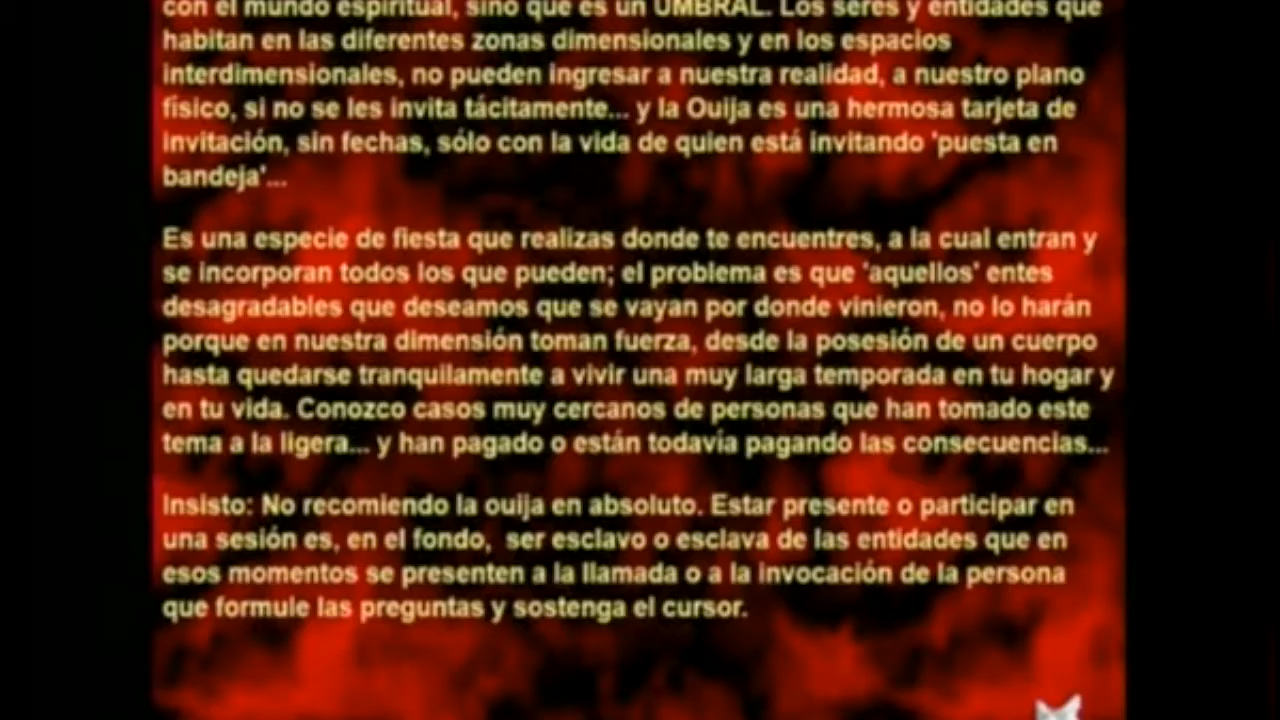 con el mundo espiritual, sino que es un UMBRAL. Los seres y entidades que
habitan en las diferentes zonas dimensionales y en los espacios
interdimensionales, no pueden ingresar a nuestra realidad, a nuestro plano
físico, si no se les invita tácitamente... y la Ouija es una hermosa tarjeta de
invitación, sin fechas, sólo con la vida de quien está invitando 'puesta en
bandeja'...
Es una especie de fiesta que realizas donde te encuentres, a la cual entran y
se incorporan todos los que pueden; el problema es que 'aquellos' entes
desagradables que deseamos que se vayan por donde vinieron, no lo harán
porque en nuestra dimensión toman fuerza, desde la posesión de un cuerpo
hasta quedarse tranquilamente a vivir una muy larga temporada en tu hogar y
en tu vida. Conozco casos muy cercanos de personas que han tomado este
tema a la ligera... y han pagado o están todavía pagando las consecuencias...
Insisto: No recomiendo la ouija en absoluto. Estar presente o participar en
una sesión es, en el fondo, ser esclavo o esclava de las entidades que en
esos momentos se presenten a la llamada o a la invocación de la persona
que formule las preguntas y sostenga el cursor.